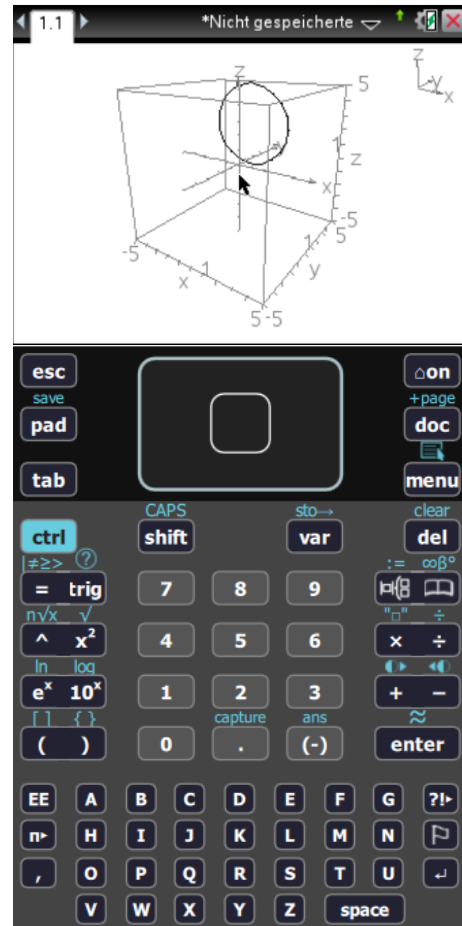 1.1 *Nicht gespeicherte
z 5 z y x
z
x
-5 -5
1 5
x 1 y
5 -5
esc ⌂on
save +page
pad doc
tab menu
CAPS sto→ clear
ctrl shift var del
|≠≥> ? := ∞β°
= trig 7 8 9
n√x √ "□" ÷
^ x² 4 5 6 × ÷
ln log
eˣ 10ˣ 1 2 3 + −
[ ] { } capture ans ≈
( ) 0 . (-) enter
EE A B C D E F G ?!▸
π▸ H I J K L M N
, O P Q R S T U ↵
V W X Y Z space